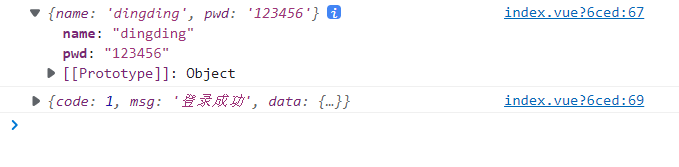 {name: 'dingding', pwd: '123456'} i index.vue?6ced:67
name: "dingding"
pwd: "123456"
[[Prototype]]: Object
{code: 1, msg: '登录成功', data: {…}} index.vue?6ced:69